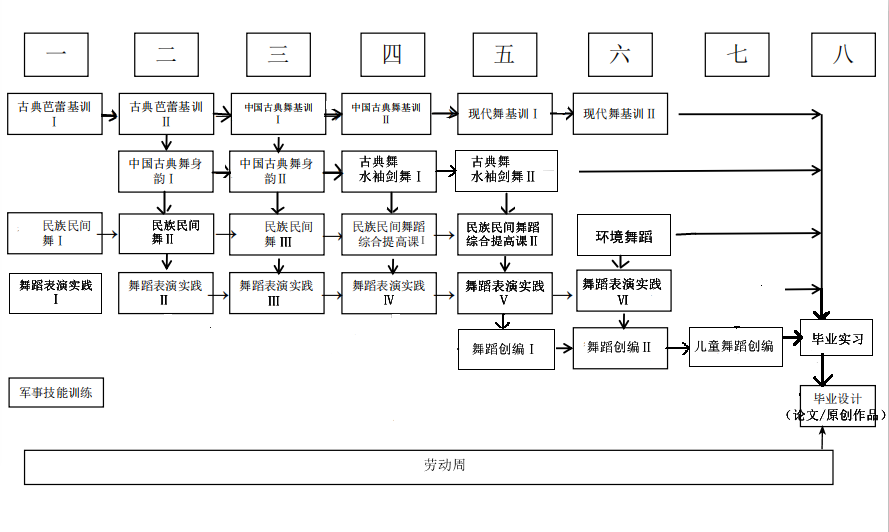 一 二 三 四 五 六 七 八
古典芭蕾基训
Ⅰ
古典芭蕾基训
Ⅱ
中国古典舞基训
Ⅰ
中国古典舞基训
Ⅱ
现代舞基训Ⅰ
现代舞基训Ⅱ
中国古典舞身
韵Ⅰ
中国古典舞身
韵Ⅱ
古典舞
水袖剑舞Ⅰ
古典舞
水袖剑舞Ⅱ
民族民间
舞Ⅰ
民族民间
舞Ⅱ
民族民间
舞Ⅲ
民族民间舞蹈
综合提高课Ⅰ
民族民间舞蹈
综合提高课Ⅱ
环境舞蹈
舞蹈表演实践
Ⅰ
舞蹈表演实践
Ⅱ
舞蹈表演实践
Ⅲ
舞蹈表演实践
Ⅳ
舞蹈表演实践
Ⅴ
舞蹈表演实践
Ⅵ
舞蹈创编Ⅰ
舞蹈创编Ⅱ
儿童舞蹈创编
毕业实习
军事技能训练
毕业设计
（论文/原创作品）
劳动周